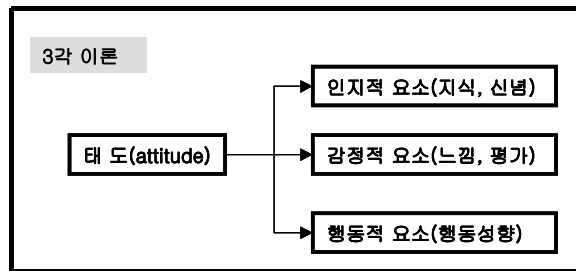 3각 이론
인지적 요소(지식, 신념)
태 도(attitude)
감정적 요소(느낌, 평가)
행동적 요소(행동성향)